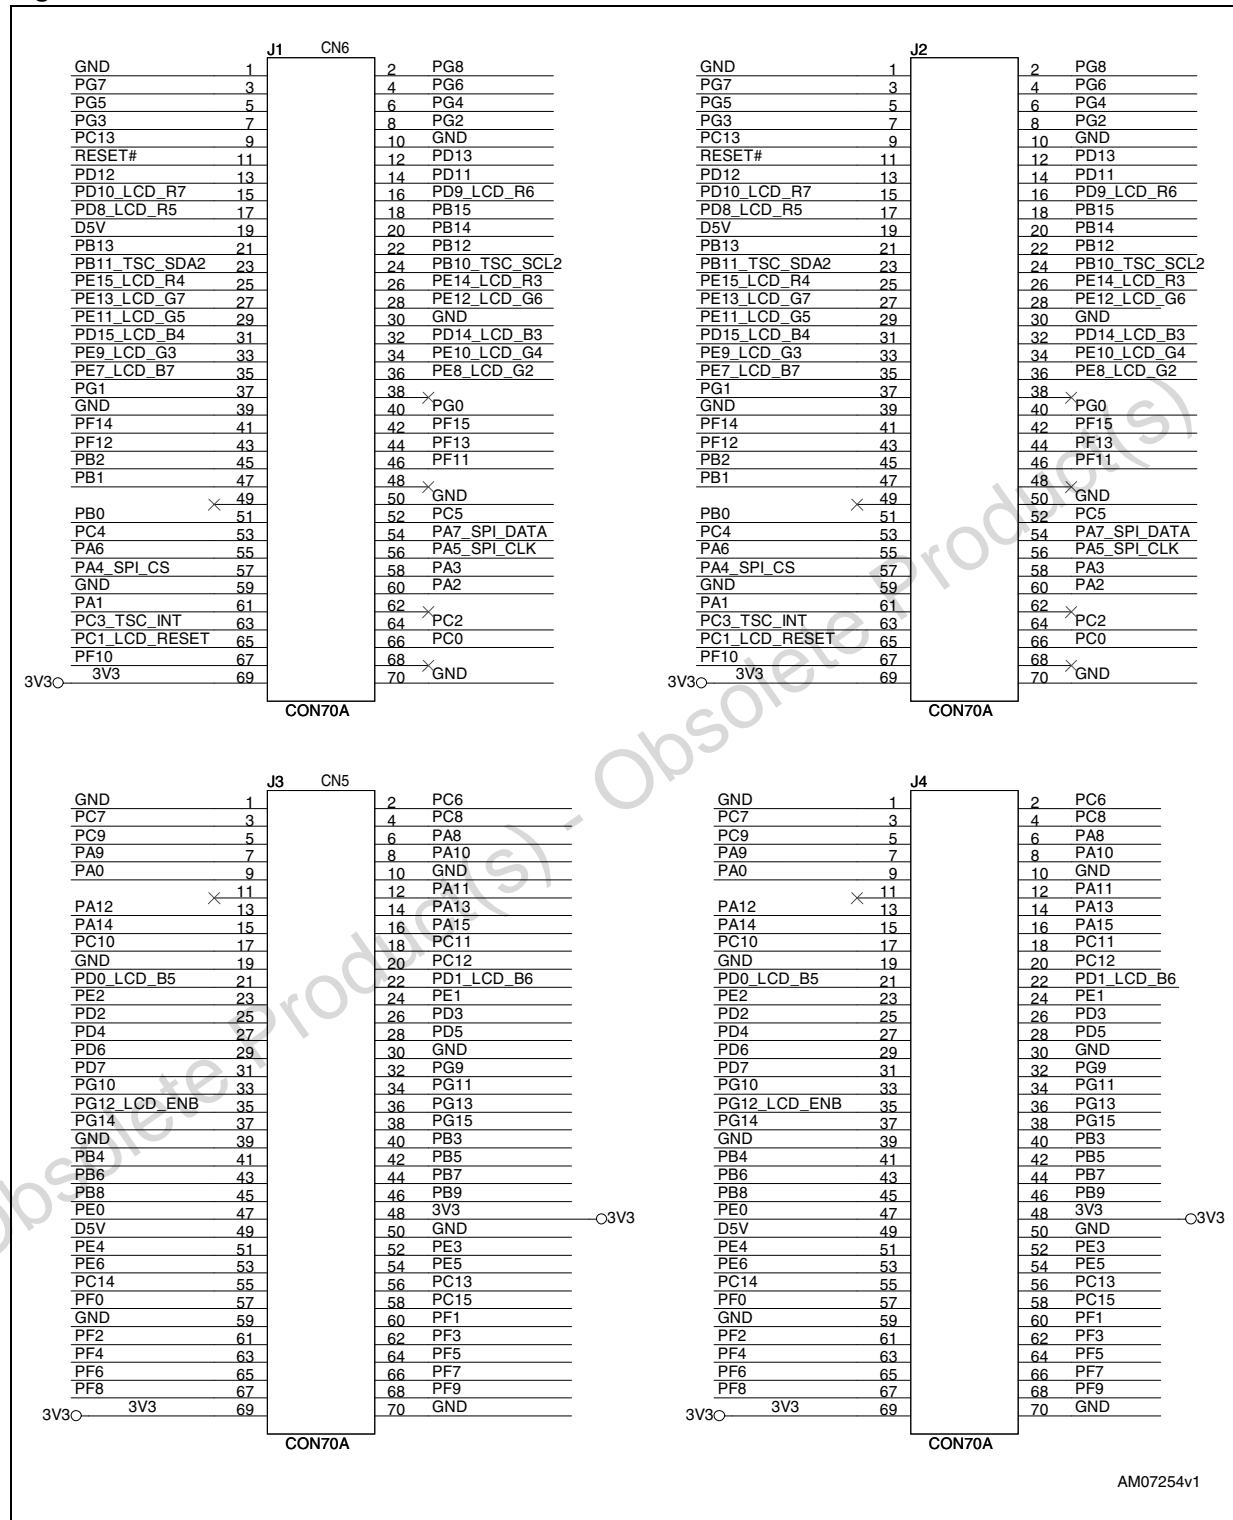 J1 CN6
GND 1 2 PG8
PG7 3 4 PG6
PG5 5 6 PG4
PG3 7 8 PG2
PC13 9 10 GND
RESET# 11 12 PD13
PD12 13 14 PD11
PD10_LCD_R7 15 16 PD9_LCD_R6
PD8_LCD_R5 17 18 PB15
D5V 19 20 PB14
PB13 21 22 PB12
PB11_TSC_SDA2 23 24 PB10_TSC_SCL2
PE15_LCD_R4 25 26 PE14_LCD_R3
PE13_LCD_G7 27 28 PE12_LCD_G6
PE11_LCD_G5 29 30 GND
PD15_LCD_B4 31 32 PD14_LCD_B3
PE9_LCD_G3 33 34 PE10_LCD_G4
PE7_LCD_B7 35 36 PE8_LCD_G2
PG1 37 38
GND 39 40 PG0
PF14 41 42 PF15
PF12 43 44 PF13
PB2 45 46 PF11
PB1 47 48
49 50 GND
PB0 51 52 PC5
PC4 53 54 PA7_SPI_DATA
PA6 55 56 PA5_SPI_CLK
PA4_SPI_CS 57 58 PA3
GND 59 60 PA2
PA1 61 62
PC3_TSC_INT 63 64 PC2
PC1_LCD_RESET 65 66 PC0
PF10 67 68
3V3 3V3 69 70 GND
CON70A
J2
GND 1 2 PG8
PG7 3 4 PG6
PG5 5 6 PG4
PG3 7 8 PG2
PC13 9 10 GND
RESET# 11 12 PD13
PD12 13 14 PD11
PD10_LCD_R7 15 16 PD9_LCD_R6
PD8_LCD_R5 17 18 PB15
D5V 19 20 PB14
PB13 21 22 PB12
PB11_TSC_SDA2 23 24 PB10_TSC_SCL2
PE15_LCD_R4 25 26 PE14_LCD_R3
PE13_LCD_G7 27 28 PE12_LCD_G6
PE11_LCD_G5 29 30 GND
PD15_LCD_B4 31 32 PD14_LCD_B3
PE9_LCD_G3 33 34 PE10_LCD_G4
PE7_LCD_B7 35 36 PE8_LCD_G2
PG1 37 38
GND 39 40 PG0
PF14 41 42 PF15
PF12 43 44 PF13
PB2 45 46 PF11
PB1 47 48
49 50 GND
PB0 51 52 PC5
PC4 53 54 PA7_SPI_DATA
PA6 55 56 PA5_SPI_CLK
PA4_SPI_CS 57 58 PA3
GND 59 60 PA2
PA1 61 62
PC3_TSC_INT 63 64 PC2
PC1_LCD_RESET 65 66 PC0
PF10 67 68
3V3 3V3 69 70 GND
CON70A
J3 CN5
GND 1 2 PC6
PC7 3 4 PC8
PC9 5 6 PA8
PA9 7 8 PA10
PA0 9 10 GND
11 12 PA11
PA12 13 14 PA13
PA14 15 16 PA15
PC10 17 18 PC11
GND 19 20 PC12
PD0_LCD_B5 21 22 PD1_LCD_B6
PE2 23 24 PE1
PD2 25 26 PD3
PD4 27 28 PD5
PD6 29 30 GND
PD7 31 32 PG9
PG10 33 34 PG11
PG12_LCD_ENB 35 36 PG13
PG14 37 38 PG15
GND 39 40 PB3
PB4 41 42 PB5
PB6 43 44 PB7
PB8 45 46 PB9
PE0 47 48 3V3 3V3
D5V 49 50 GND
PE4 51 52 PE3
PE6 53 54 PE5
PC14 55 56 PC13
PF0 57 58 PC15
GND 59 60 PF1
PF2 61 62 PF3
PF4 63 64 PF5
PF6 65 66 PF7
PF8 67 68 PF9
3V3 3V3 69 70 GND
CON70A
J4
GND 1 2 PC6
PC7 3 4 PC8
PC9 5 6 PA8
PA9 7 8 PA10
PA0 9 10 GND
11 12 PA11
PA12 13 14 PA13
PA14 15 16 PA15
PC10 17 18 PC11
GND 19 20 PC12
PD0_LCD_B5 21 22 PD1_LCD_B6
PE2 23 24 PE1
PD2 25 26 PD3
PD4 27 28 PD5
PD6 29 30 GND
PD7 31 32 PG9
PG10 33 34 PG11
PG12_LCD_ENB 35 36 PG13
PG14 37 38 PG15
GND 39 40 PB3
PB4 41 42 PB5
PB6 43 44 PB7
PB8 45 46 PB9
PE0 47 48 3V3 3V3
D5V 49 50 GND
PE4 51 52 PE3
PE6 53 54 PE5
PC14 55 56 PC13
PF0 57 58 PC15
GND 59 60 PF1
PF2 61 62 PF3
PF4 63 64 PF5
PF6 65 66 PF7
PF8 67 68 PF9
3V3 3V3 69 70 GND
CON70A
AM07254v1
Obsolete Product(s) - Obsolete Product(s)